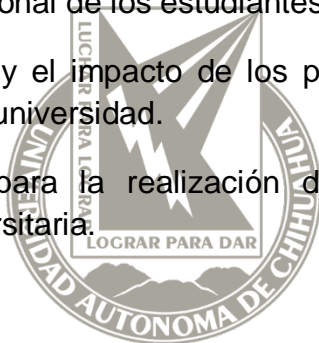 onal de los estudiantes
y el impacto de los p
universidad.
para la realización d
rsitaria.
LUCHAR PARA LOGRAR
LOGRAR PARA DAR
UNIVERSIDAD AUTONOMA DE CHIHUAHUA